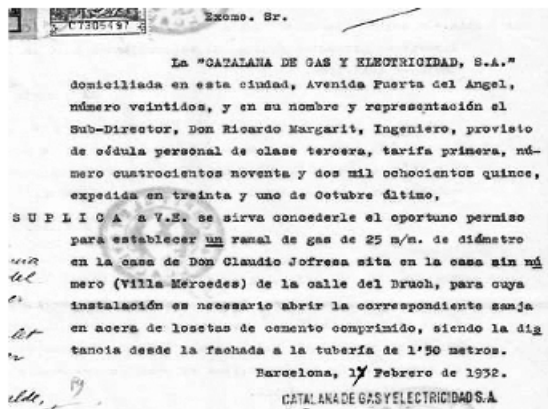 C7305497
Exomo. Sr.
La "CATALANA DE GAS Y ELECTRICIDAD, S.A."
domiciliada en esta ciudad, Avenida Puerta del Angel,
número veintidos, y en su nombre y representación el
Sub-Director, Don Ricardo Margarit, Ingeniero, provisto
de cédula personal de clase tercera, tarifa primera, nú-
mero cuatrocientos noventa y dos mil ochocientos quince,
expedida en treinta y uno de Octubre último,
S U P L I C A a V.E. se sirva concederle el oportuno permiso
para establecer un ramal de gas de 25 m/m. de diámetro
en la casa de Don Claudio Jofresa sita en la casa sin nú
mero (Villa Mercedes) de la calle del Bruch, para cuya
instalación es necesario abrir la correspondiente sanja
en acera de losetas de cemento comprimido, siendo la dis
tancia desde la fachada a la tubería de 1'50 metros.
Barcelona, 17 Febrero de 1932.
CATALANA DE GAS Y ELECTRICIDAD S.A.